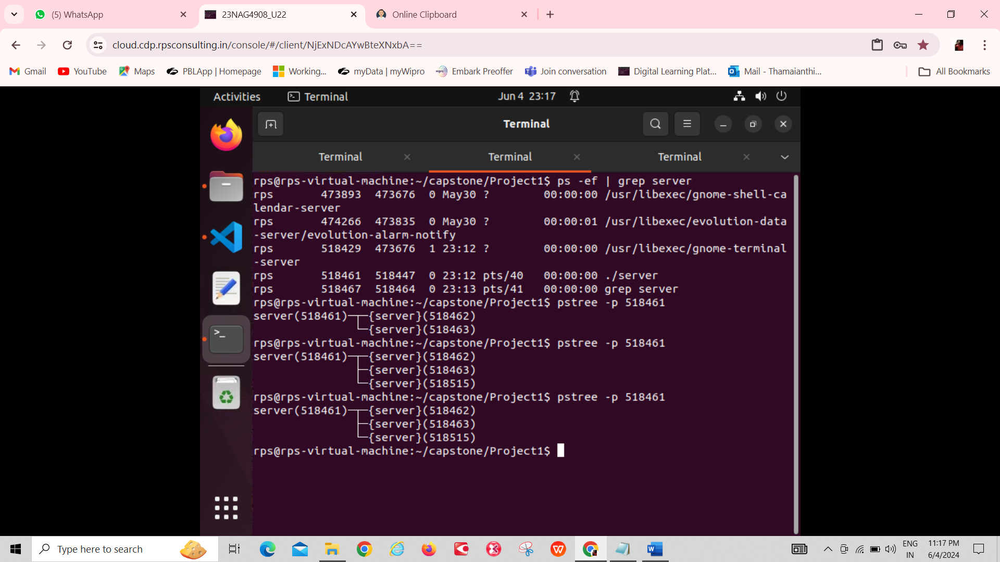 (5) WhatsApp
23NAG4908_U22
Online Clipboard
cloud.cdp.rpsconsulting.in/console/#/client/NjExNDcAYwBteXNxbA==
Gmail
YouTube
Maps
PBLApp | Homepage
Working...
myData | myWipro
Embark Preoffer
Join conversation
Digital Learning Plat...
Mail - Thamaianthi...
All Bookmarks
Activities
Terminal
Jun 4 23:17
Terminal
Terminal
Terminal
Terminal
rps@rps-virtual-machine:~/capstone/Project1$ ps -ef | grep server
rps 473893 473676 0 May30 ? 00:00:00 /usr/libexec/gnome-shell-ca
lendar-server
rps 474266 473835 0 May30 ? 00:00:01 /usr/libexec/evolution-data
-server/evolution-alarm-notify
rps 518429 473676 1 23:12 ? 00:00:00 /usr/libexec/gnome-terminal
-server
rps 518461 518447 0 23:12 pts/40 00:00:00 ./server
rps 518467 518464 0 23:13 pts/41 00:00:00 grep server
rps@rps-virtual-machine:~/capstone/Project1$ pstree -p 518461
server(518461)─┬─{server}(518462)
└─{server}(518463)
rps@rps-virtual-machine:~/capstone/Project1$ pstree -p 518461
server(518461)─┬─{server}(518462)
├─{server}(518463)
└─{server}(518515)
rps@rps-virtual-machine:~/capstone/Project1$ pstree -p 518461
server(518461)─┬─{server}(518462)
├─{server}(518463)
└─{server}(518515)
rps@rps-virtual-machine:~/capstone/Project1$
Type here to search
ENG
IN
11:17 PM
6/4/2024